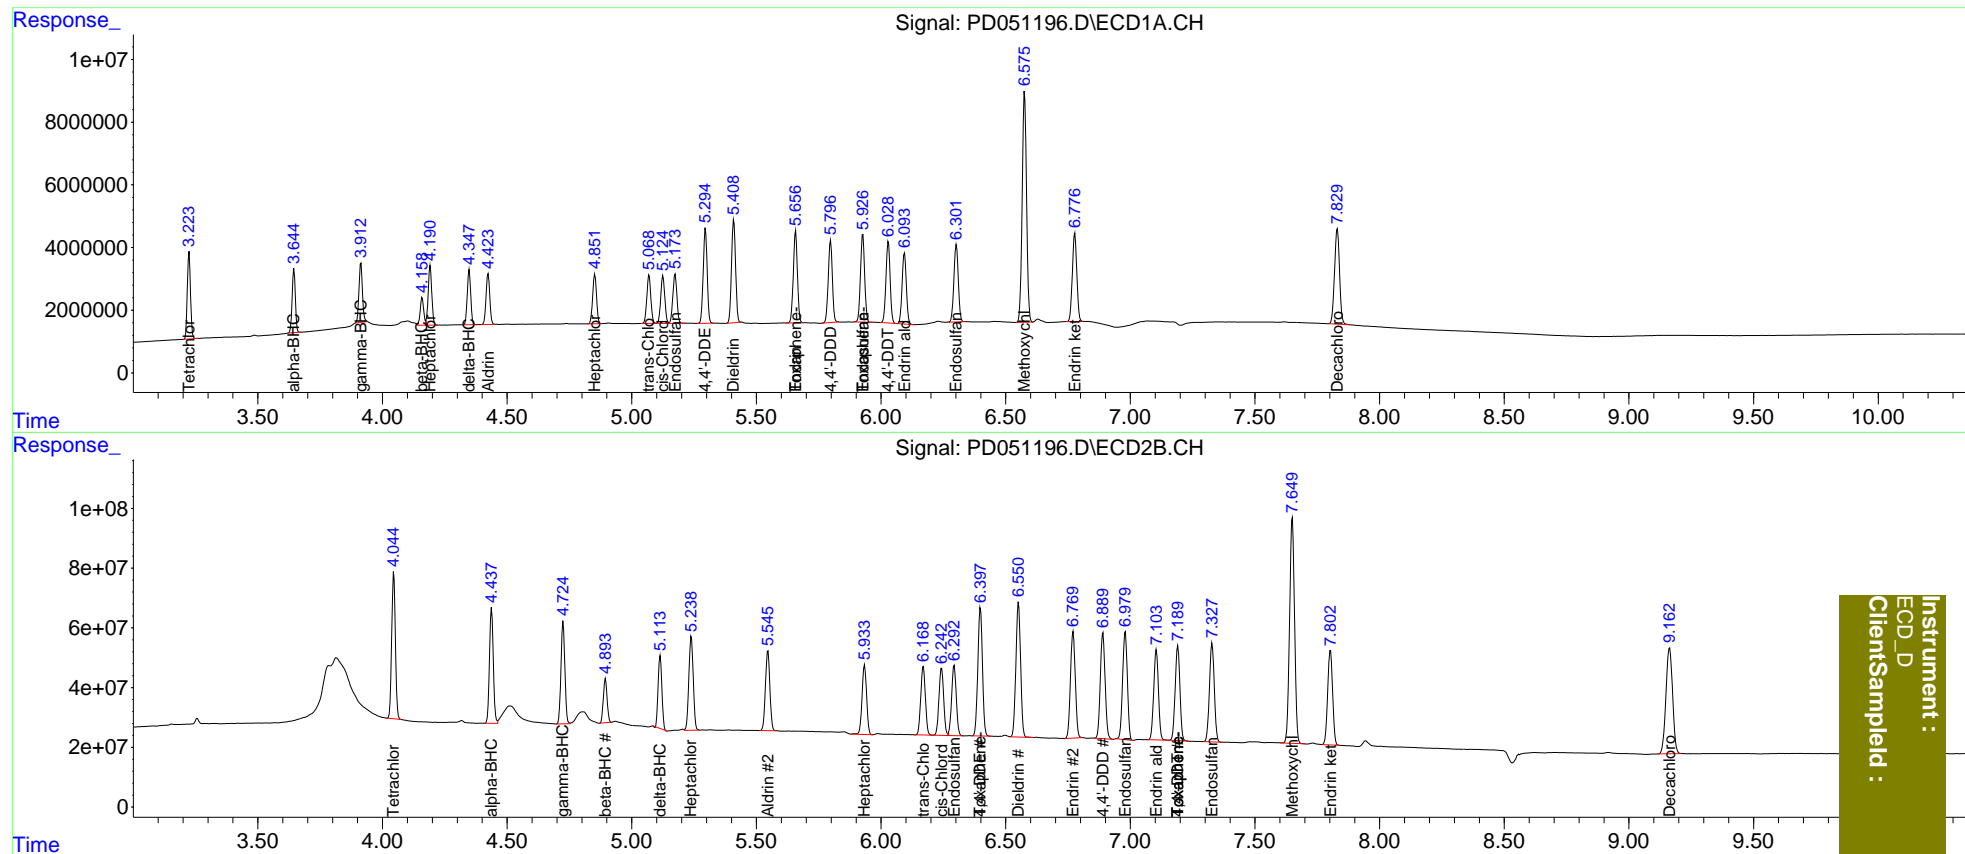 Response_
Signal: PD051196.D\ECD1A.CH
1e+07
8000000
6000000
4000000
2000000
0
3.223
3.644
3.912
4.158
4.190
4.347
4.423
4.851
5.068
5.124
5.173
5.294
5.408
5.656
5.796
5.926
6.028
6.093
6.301
6.575
6.776
7.829
Tetrachlor
alpha-BHC
gamma-BHC
beta-BHC
Heptachlor
delta-BHC
Aldrin
Heptachlor
trans-Chlo
cis-Chlord
Endosulfan
4,4'-DDE
Dieldrin
4,4'-DDD
4,4'-DDT
Endrin ald
Endosulfan
Methoxychl
Endrin ket
Decachloro
3.50 4.00 4.50 5.00 5.50 6.00 6.50 7.00 7.50 8.00 8.50 9.00 9.50 10.00
Time
Response_
Signal: PD051196.D\ECD2B.CH
1e+08
8e+07
6e+07
4e+07
2e+07
0
4.044
4.437
4.724
4.893
5.113
5.238
5.545
5.933
6.168
6.242
6.292
6.397
6.550
6.769
6.889
6.979
7.103
7.189
7.327
7.649
7.802
9.162
Tetrachlor
alpha-BHC
gamma-BHC
beta-BHC #
delta-BHC
Heptachlor
Aldrin #2
Heptachlor
trans-Chlo
cis-Chlord
Endosulfan
Dieldrin #
Endrin #2
4,4'-DDD #
Endosulfan
Endrin ald
Endosulfan
Methoxychl
Endrin ket
Decachloro
3.50 4.00 4.50 5.00 5.50 6.00 6.50 7.00 7.50 8.00 8.50 9.00 9.50
Time
Instrument :
ECD_D
ClientSampleId :